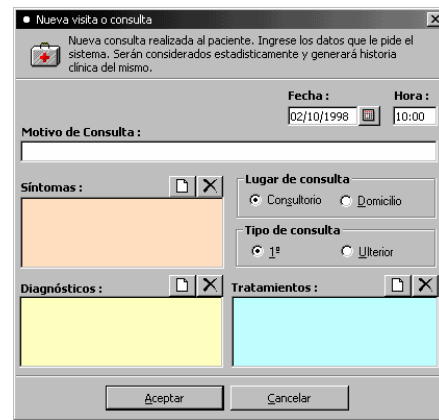 Nueva visita o consulta
Nueva consulta realizada al paciente. Ingrese los datos que le pide el
sistema. Serán considerados estadisticamente y generará historia
clínica del mismo.
Fecha : Hora :
02/10/1998 10:00
Motivo de Consulta :
Síntomas :
Lugar de consulta
Consultorio Domicilio
Tipo de consulta
1ª Ulterior
Diagnósticos : Tratamientos :
Aceptar Cancelar